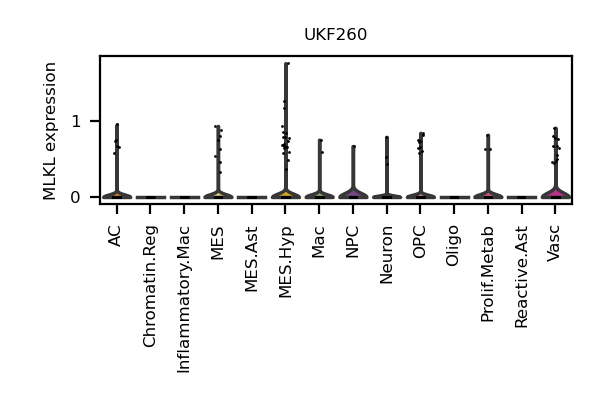 UKF260
MLKL expression
1
0
AC
Chromatin.Reg
Inflammatory.Mac
MES
MES.Ast
MES.Hyp
Mac
NPC
Neuron
OPC
Oligo
Prolif.Metab
Reactive.Ast
Vasc